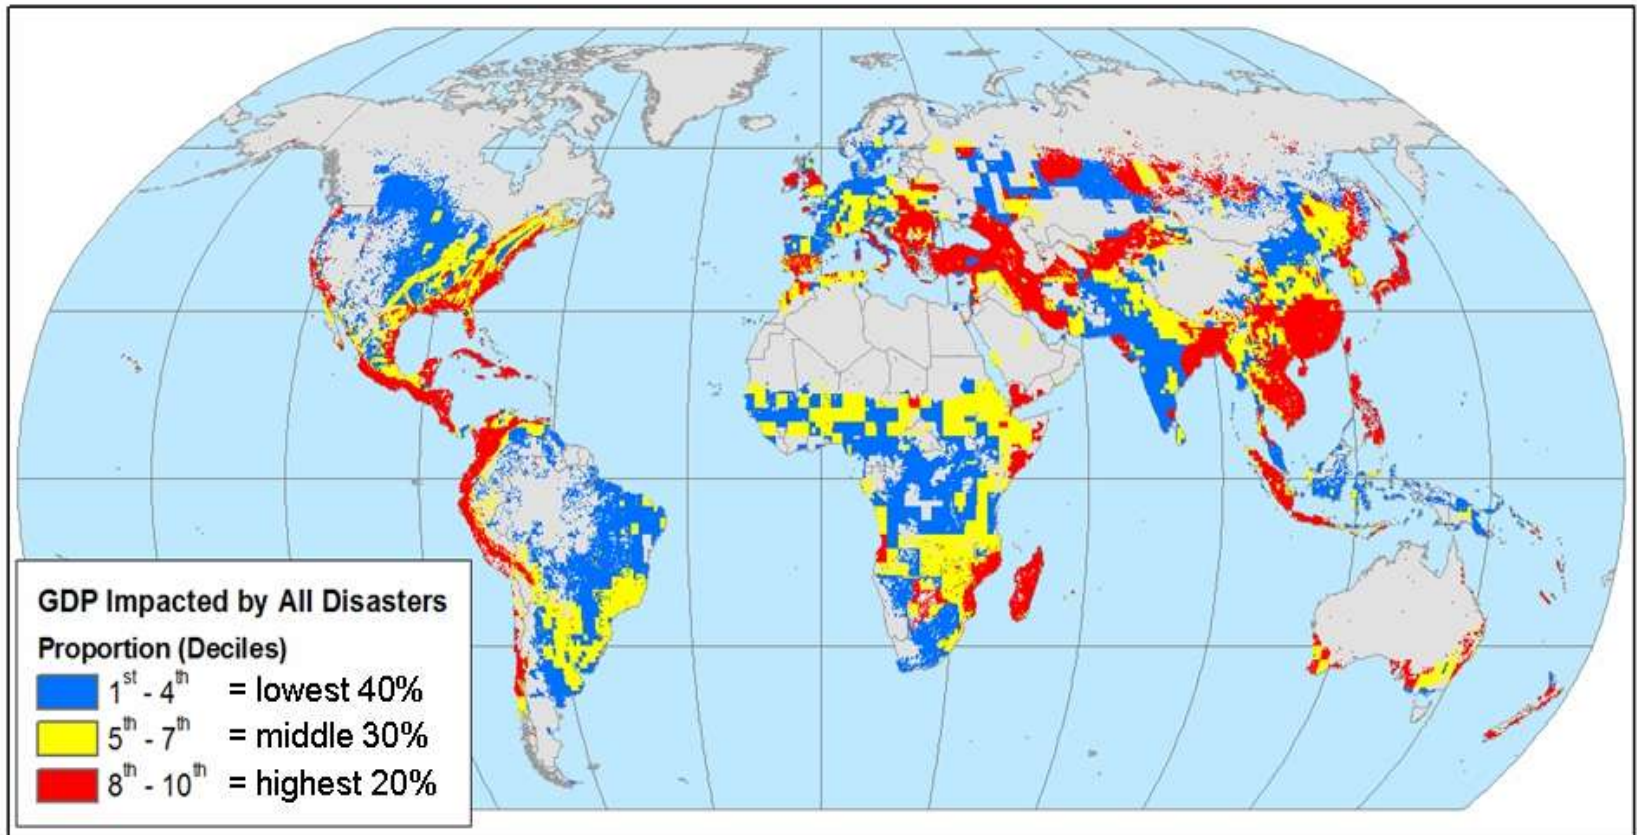 GDP Impacted by All Disasters
Proportion (Deciles)
1st - 4th = lowest 40%
5th - 7th = middle 30%
8th - 10th = highest 20%